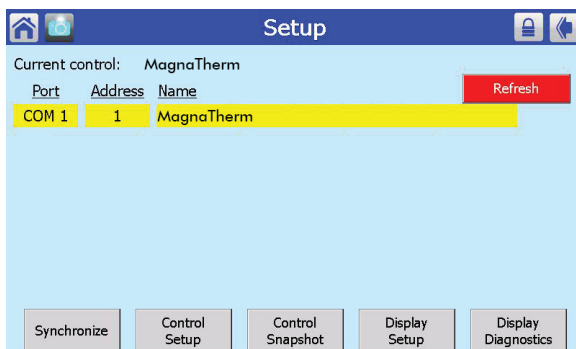 Setup
Current control: MagnaTherm
Port Address Name
Refresh
COM 1 1 MagnaTherm
Synchronize
Control
Setup
Control
Snapshot
Display
Setup
Display
Diagnostics